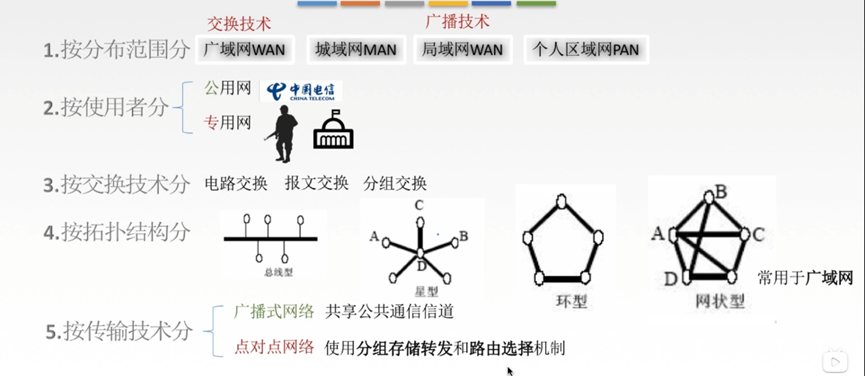 交换技术 广播技术
1.按分布范围分 广域网WAN 城域网MAN 局域网WAN 个人区域网PAN
2.按使用者分
公用网 中国电信
CHINA TELECOM
专用网
3.按交换技术分 电路交换 报文交换 分组交换
4.按拓扑结构分
总线型
C
A B
D
星型
环型
B
A C
D
网状型
常用于广域网
5.按传输技术分
广播式网络 共享公共通信信道
点对点网络 使用分组存储转发和路由选择机制